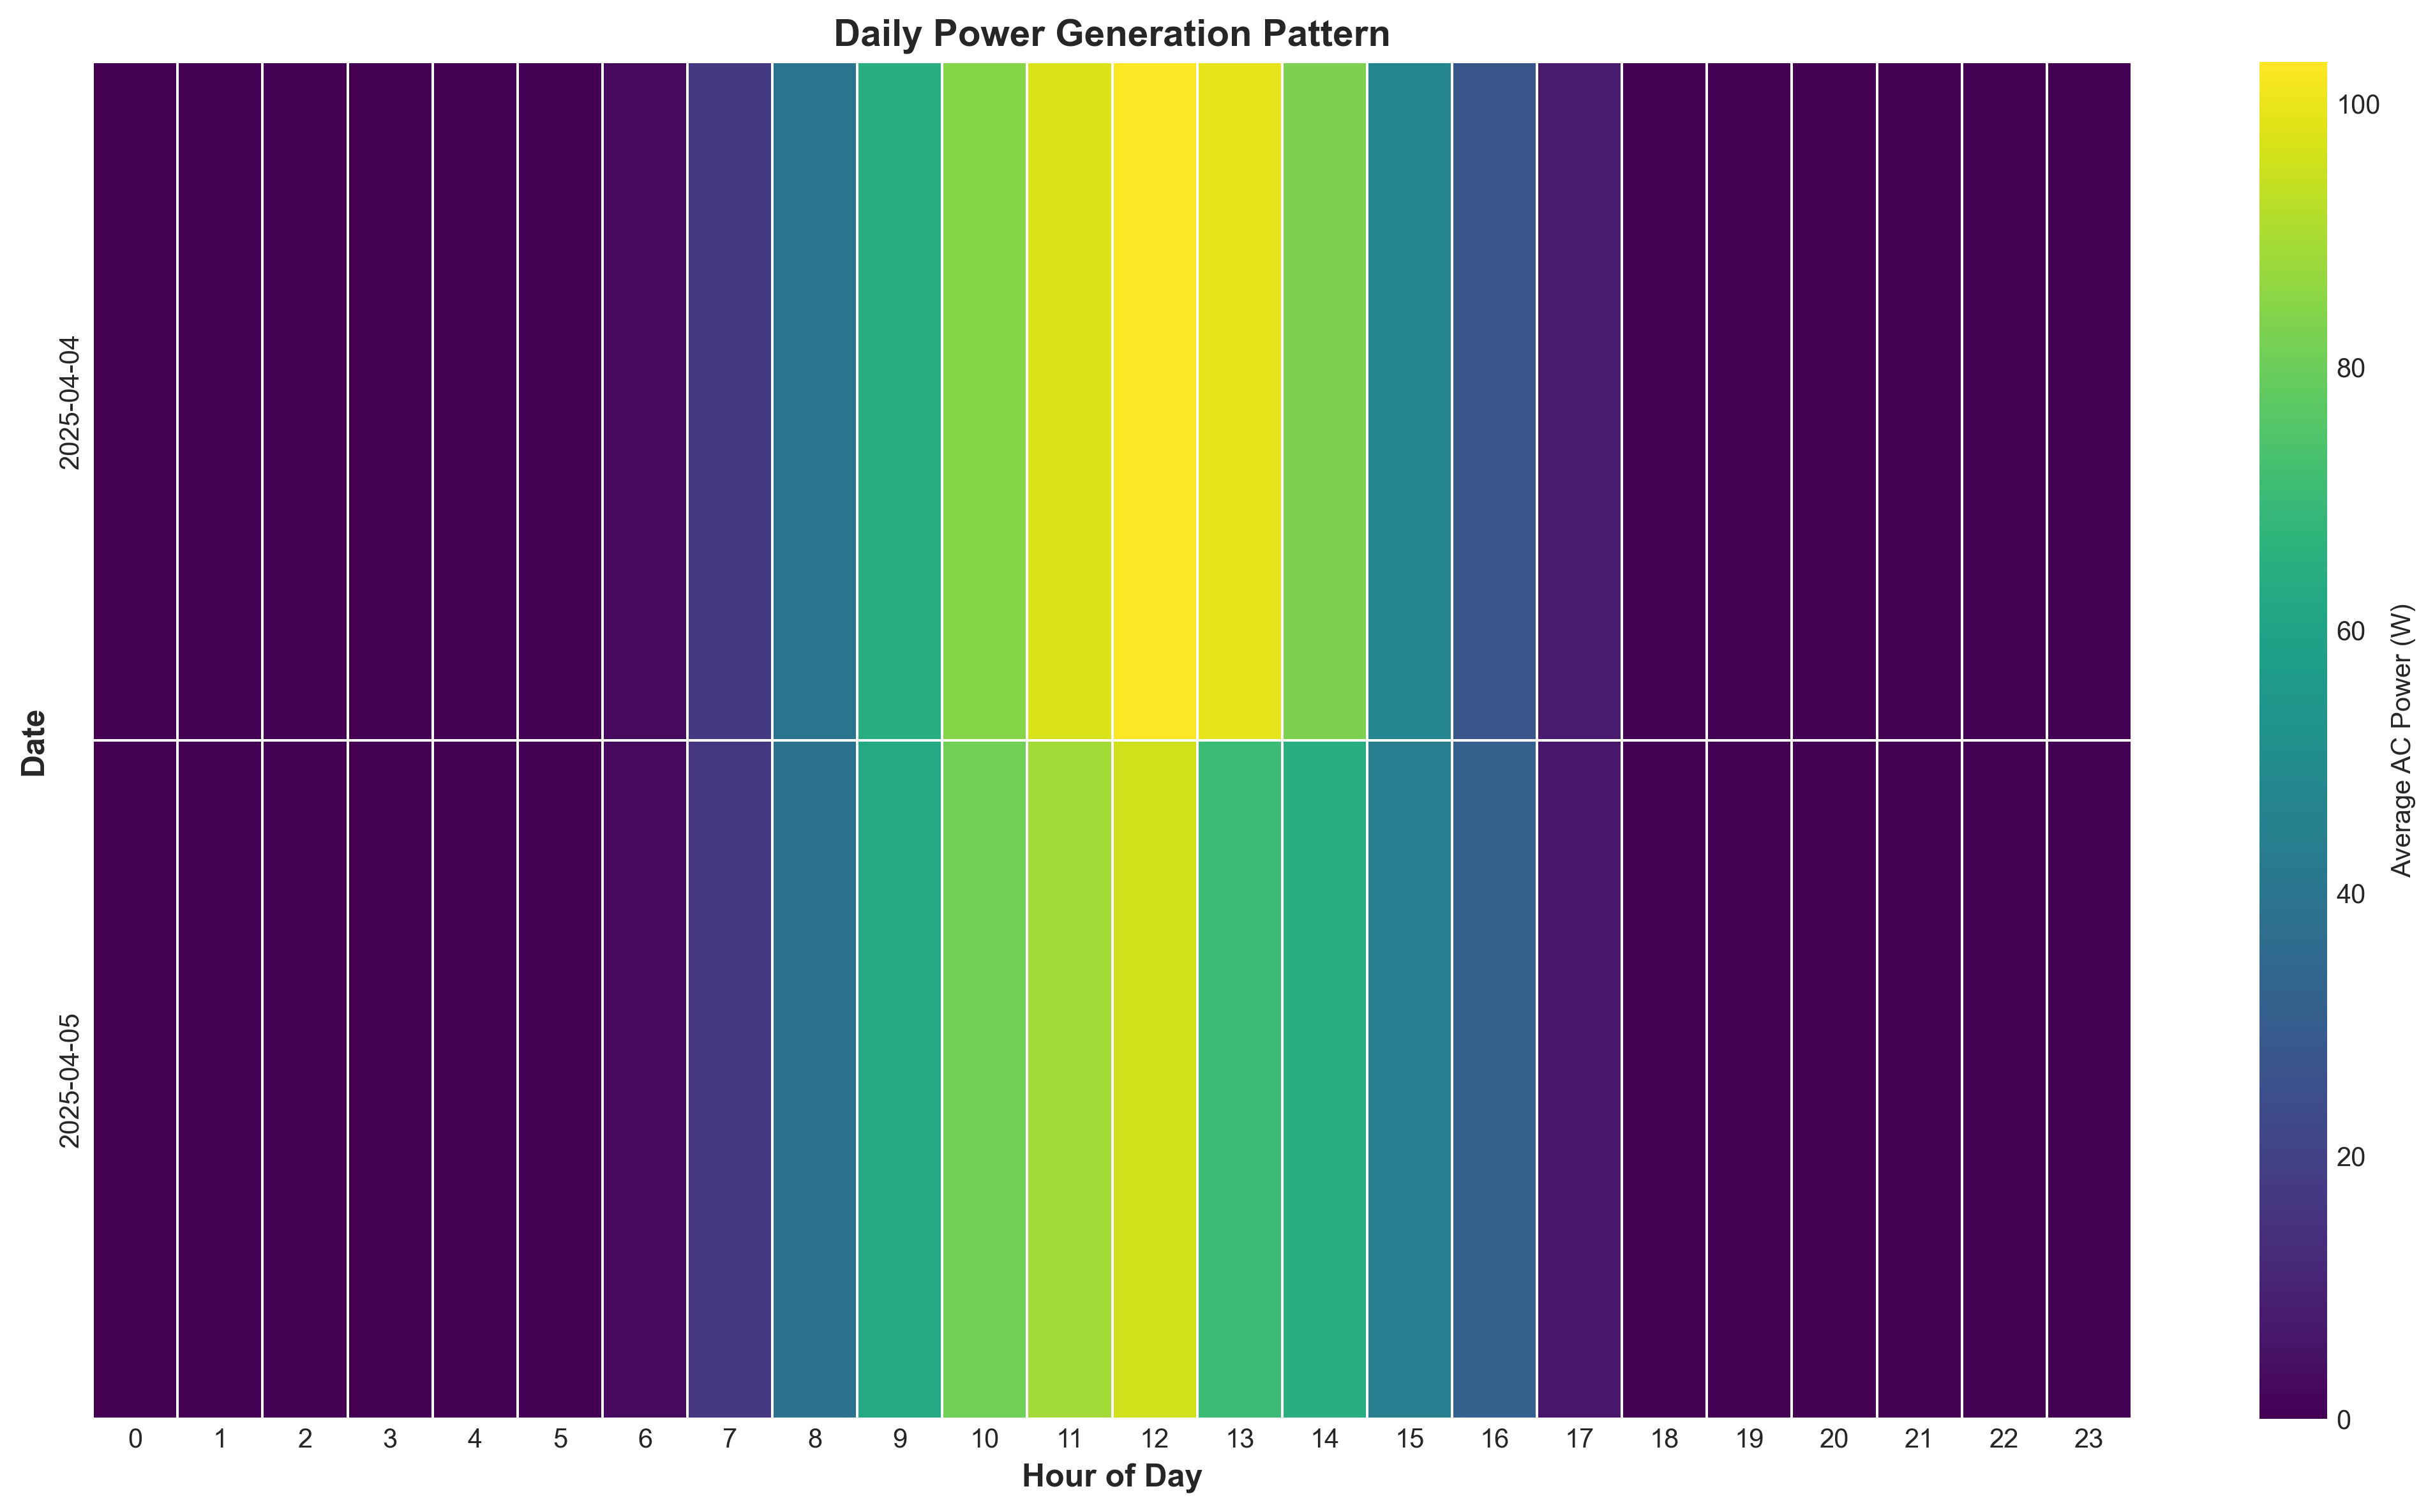 Daily Power Generation Pattern
Date
2025-04-04
2025-04-05
0 1 2 3 4 5 6 7 8 9 10 11 12 13 14 15 16 17 18 19 20 21 22 23
Hour of Day
100
80
60
40
20
0
Average AC Power (W)